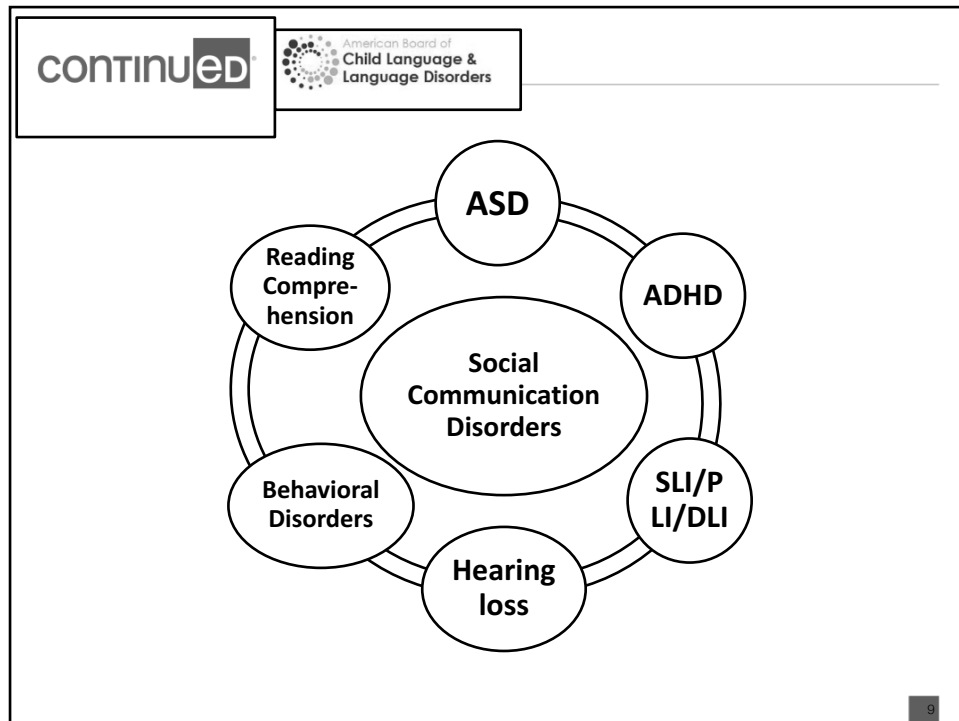 continued
American Board of
Child Language &
Language Disorders
ASD
Reading
Compre-
hension
ADHD
Social
Communication
Disorders
Behavioral
Disorders
SLI/P
LI/DLI
Hearing
loss
9